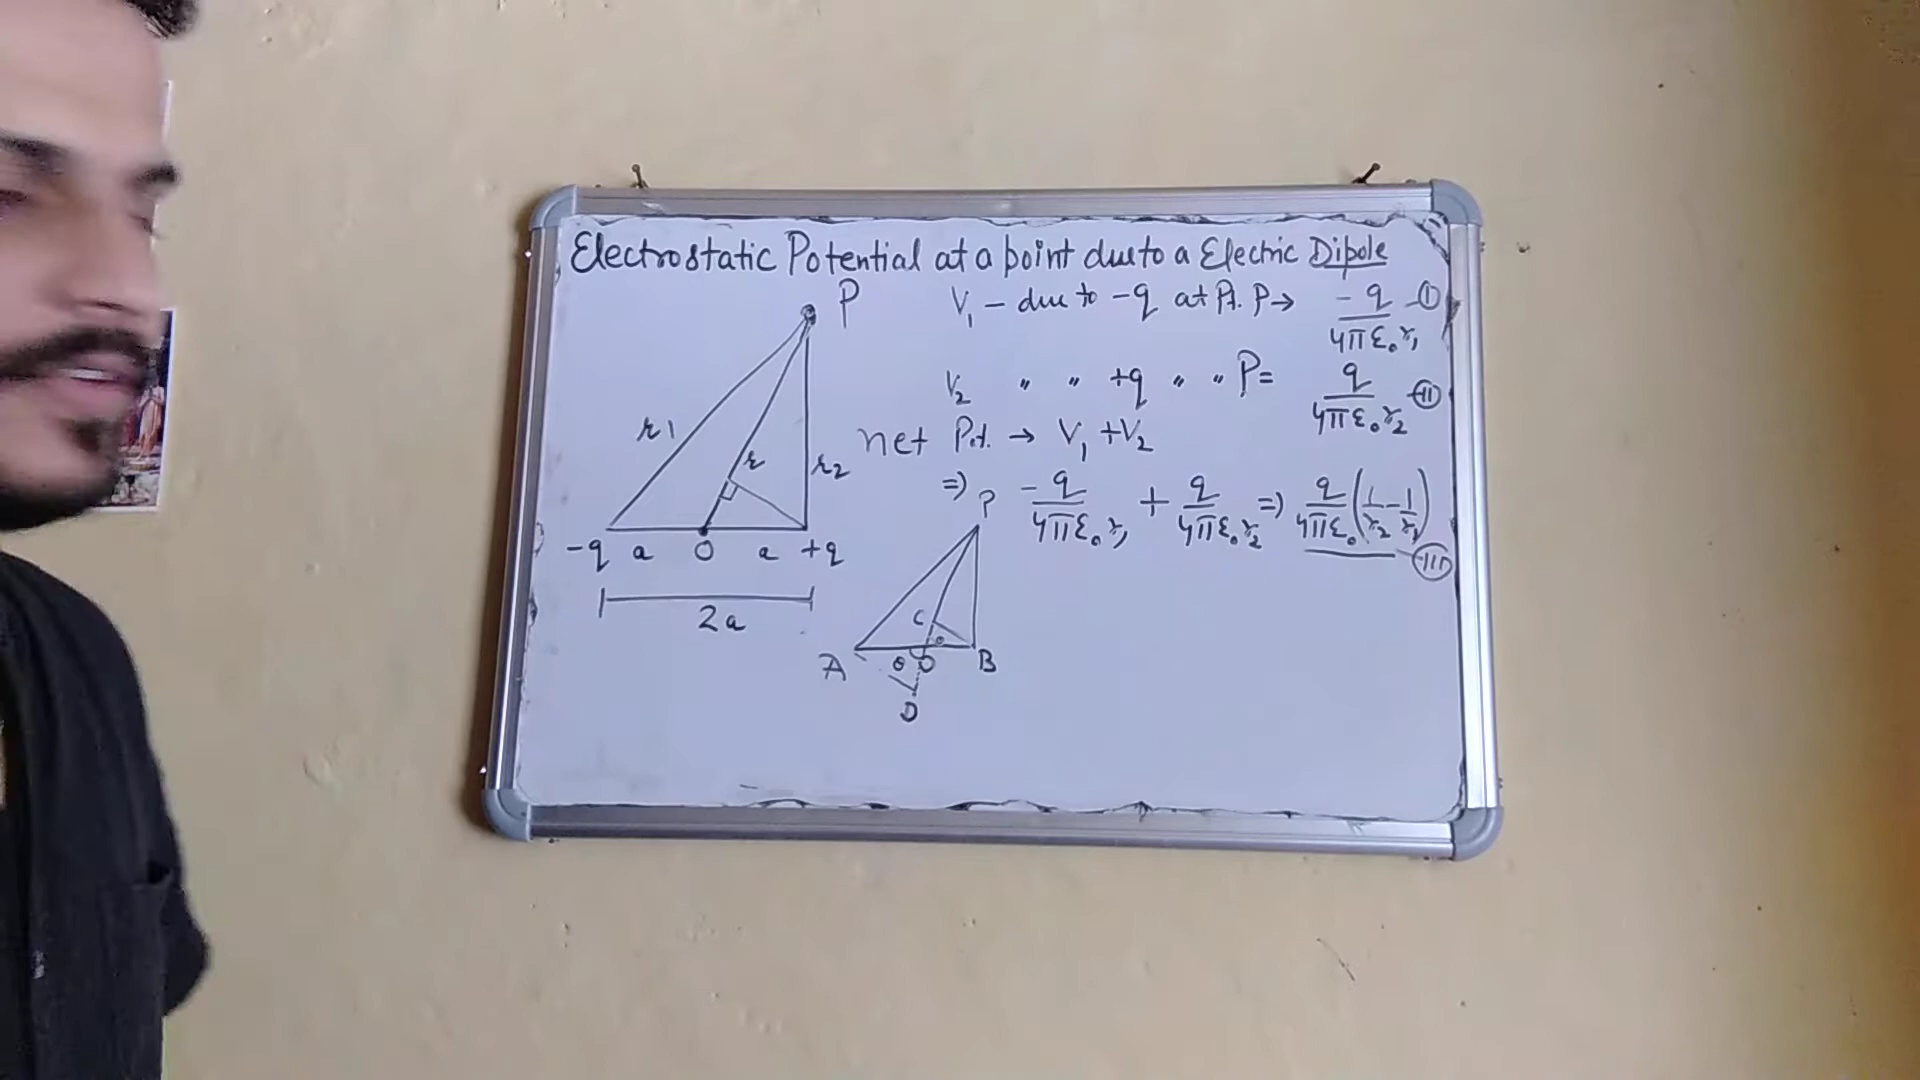 Electrostatic Potential at a point due to a Electric Dipole
P
r1
r
r2
-q a O a +q
2a
V₁ — due to -q at Pt. P → -q/4πε₀r₁ -(I)
V₂ " " +q " " P = q/4πε₀r₂ -(II)
net Pot. → V₁ + V₂
⇒ -q/4πε₀r₁ + q/4πε₀r₂ ⇒ q/4πε₀ (1/r₂ - 1/r₁) -(III)
P
C
A θ O θ B
D